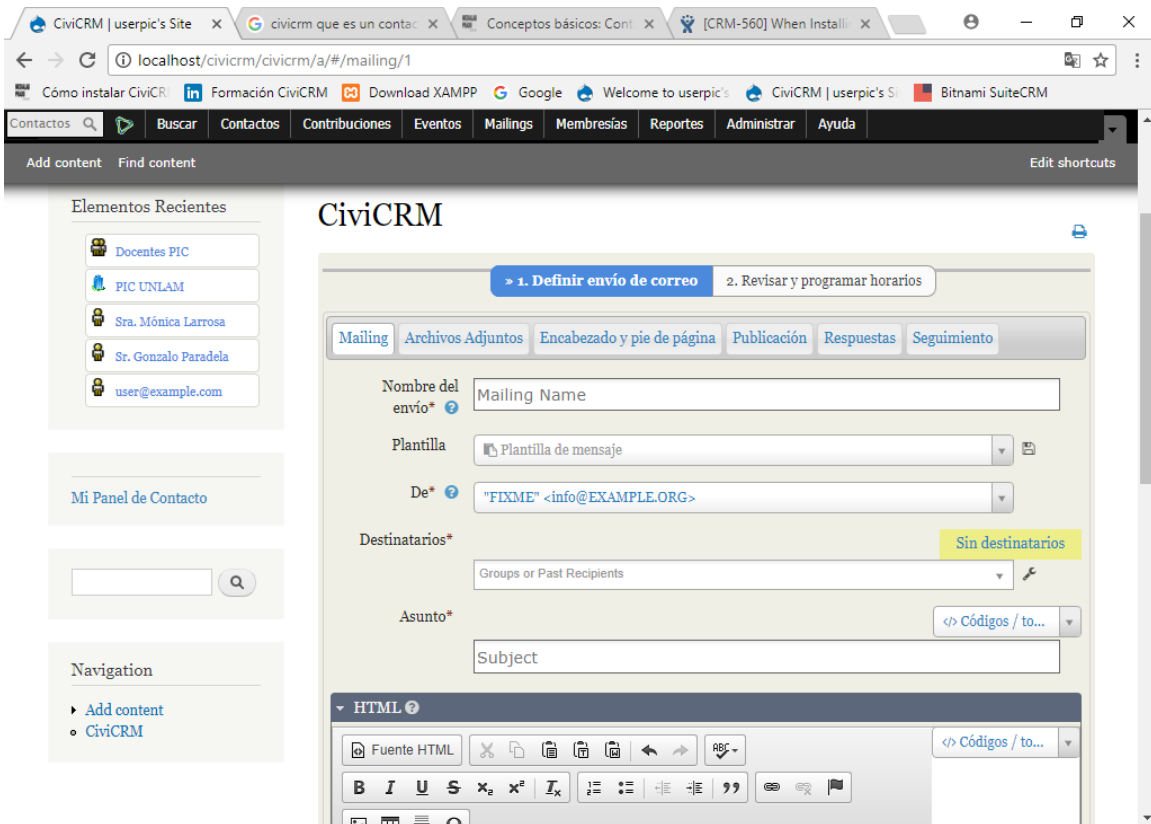 CiviCRM | userpic's Site
civicrm que es un contac
Conceptos básicos: Cont
[CRM-560] When Installin
localhost/civicrm/civicrm/a/#/mailing/1
Cómo instalar CiviCR
Formación CiviCRM
Download XAMPP
Google
Welcome to userpic's
CiviCRM | userpic's Si
Bitnami SuiteCRM
Contactos
Buscar
Contactos
Contribuciones
Eventos
Mailings
Membresías
Reportes
Administrar
Ayuda
Add content
Find content
Edit shortcuts
Elementos Recientes
Docentes PIC
PIC UNLAM
Sra. Mónica Larrosa
Sr. Gonzalo Paradela
user@example.com
Mi Panel de Contacto
Navigation
Add content
CiviCRM
CiviCRM
» 1. Definir envío de correo
2. Revisar y programar horarios
Mailing
Archivos Adjuntos
Encabezado y pie de página
Publicación
Respuestas
Seguimiento
Nombre del
envío*
Mailing Name
Plantilla
Plantilla de mensaje
De*
"FIXME" <info@EXAMPLE.ORG>
Destinatarios*
Sin destinatarios
Groups or Past Recipients
Asunto*
</> Códigos / to...
Subject
HTML
Fuente HTML
ABC
</> Códigos / to...
B I U S x₂ x² Tx